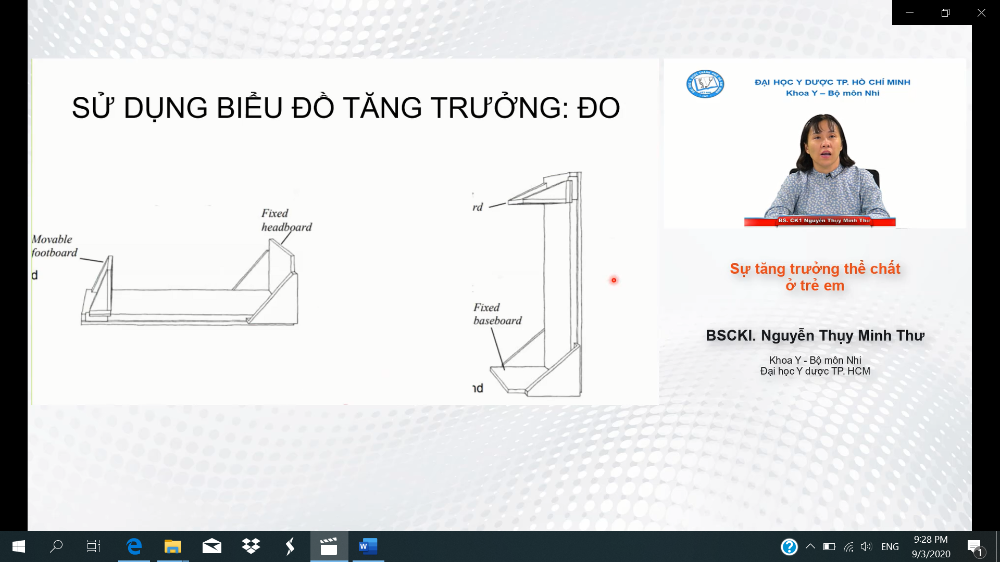 SỬ DỤNG BIỂU ĐỒ TĂNG TRƯỞNG: ĐO
Fixed
headboard
Movable
footboard
d
rd
Fixed
baseboard
nd
ĐẠI HỌC Y DƯỢC TP. HỒ CHÍ MINH
Khoa Y – Bộ môn Nhi
BS. CK1 Nguyễn Thụy Minh Thư
Sự tăng trưởng thể chất
ở trẻ em
BSCKI. Nguyễn Thụy Minh Thư
Khoa Y - Bộ môn Nhi
Đại học Y dược TP. HCM
ENG
9:28 PM
9/3/2020
1